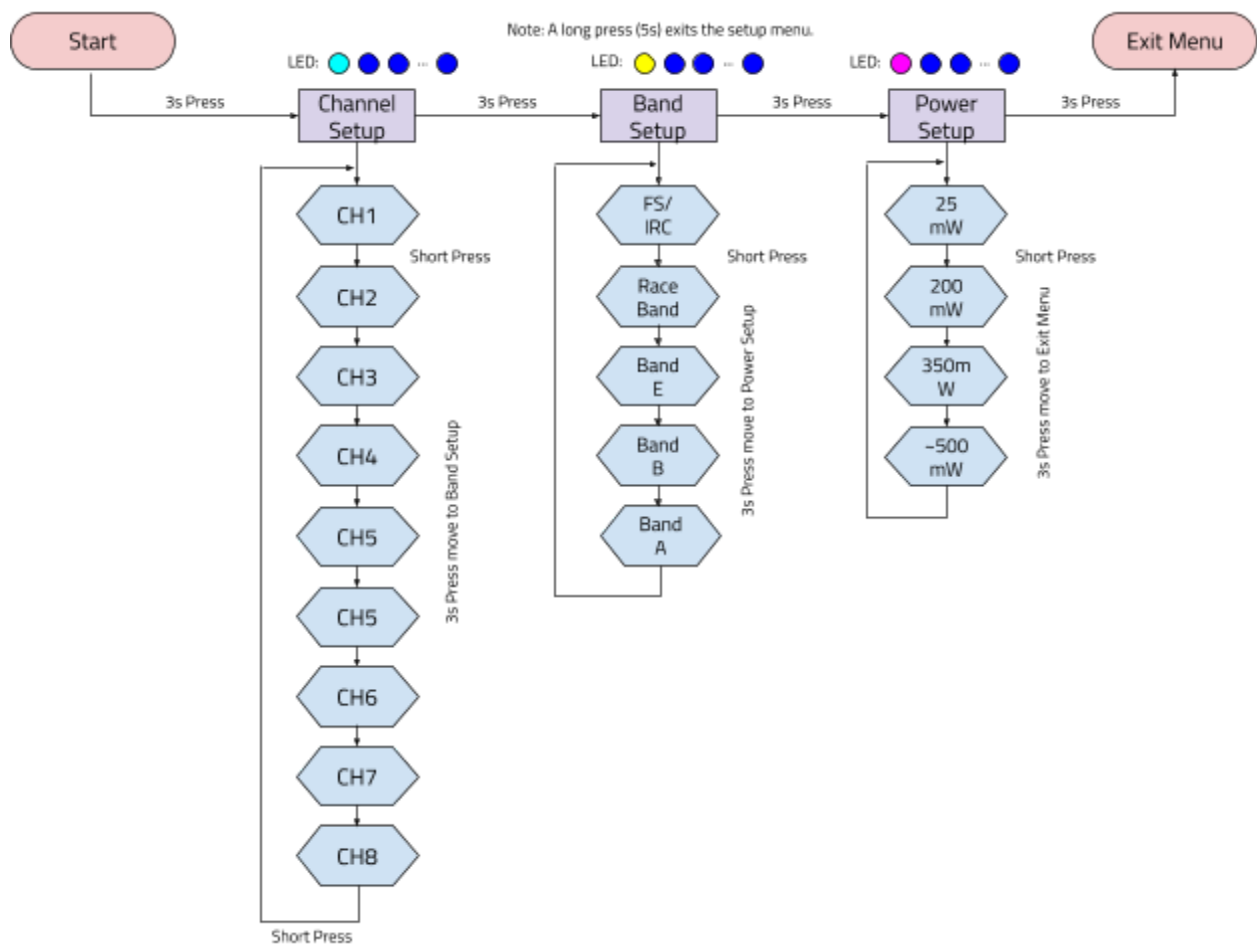 Start
Note: A long press (5s) exits the setup menu.
Exit Menu
LED:
...
LED:
...
LED:
...
3s Press
Channel
Setup
3s Press
Band
Setup
3s Press
Power
Setup
3s Press
CH1
Short Press
CH2
CH3
CH4
CH5
CH5
CH6
CH7
CH8
Short Press
3s Press move to Band Setup
FS/
IRC
Short Press
Race
Band
Band
E
Band
B
Band
A
3s Press move to Power Setup
25
mW
Short Press
200
mW
350m
W
~500
mW
3s Press move to Exit Menu